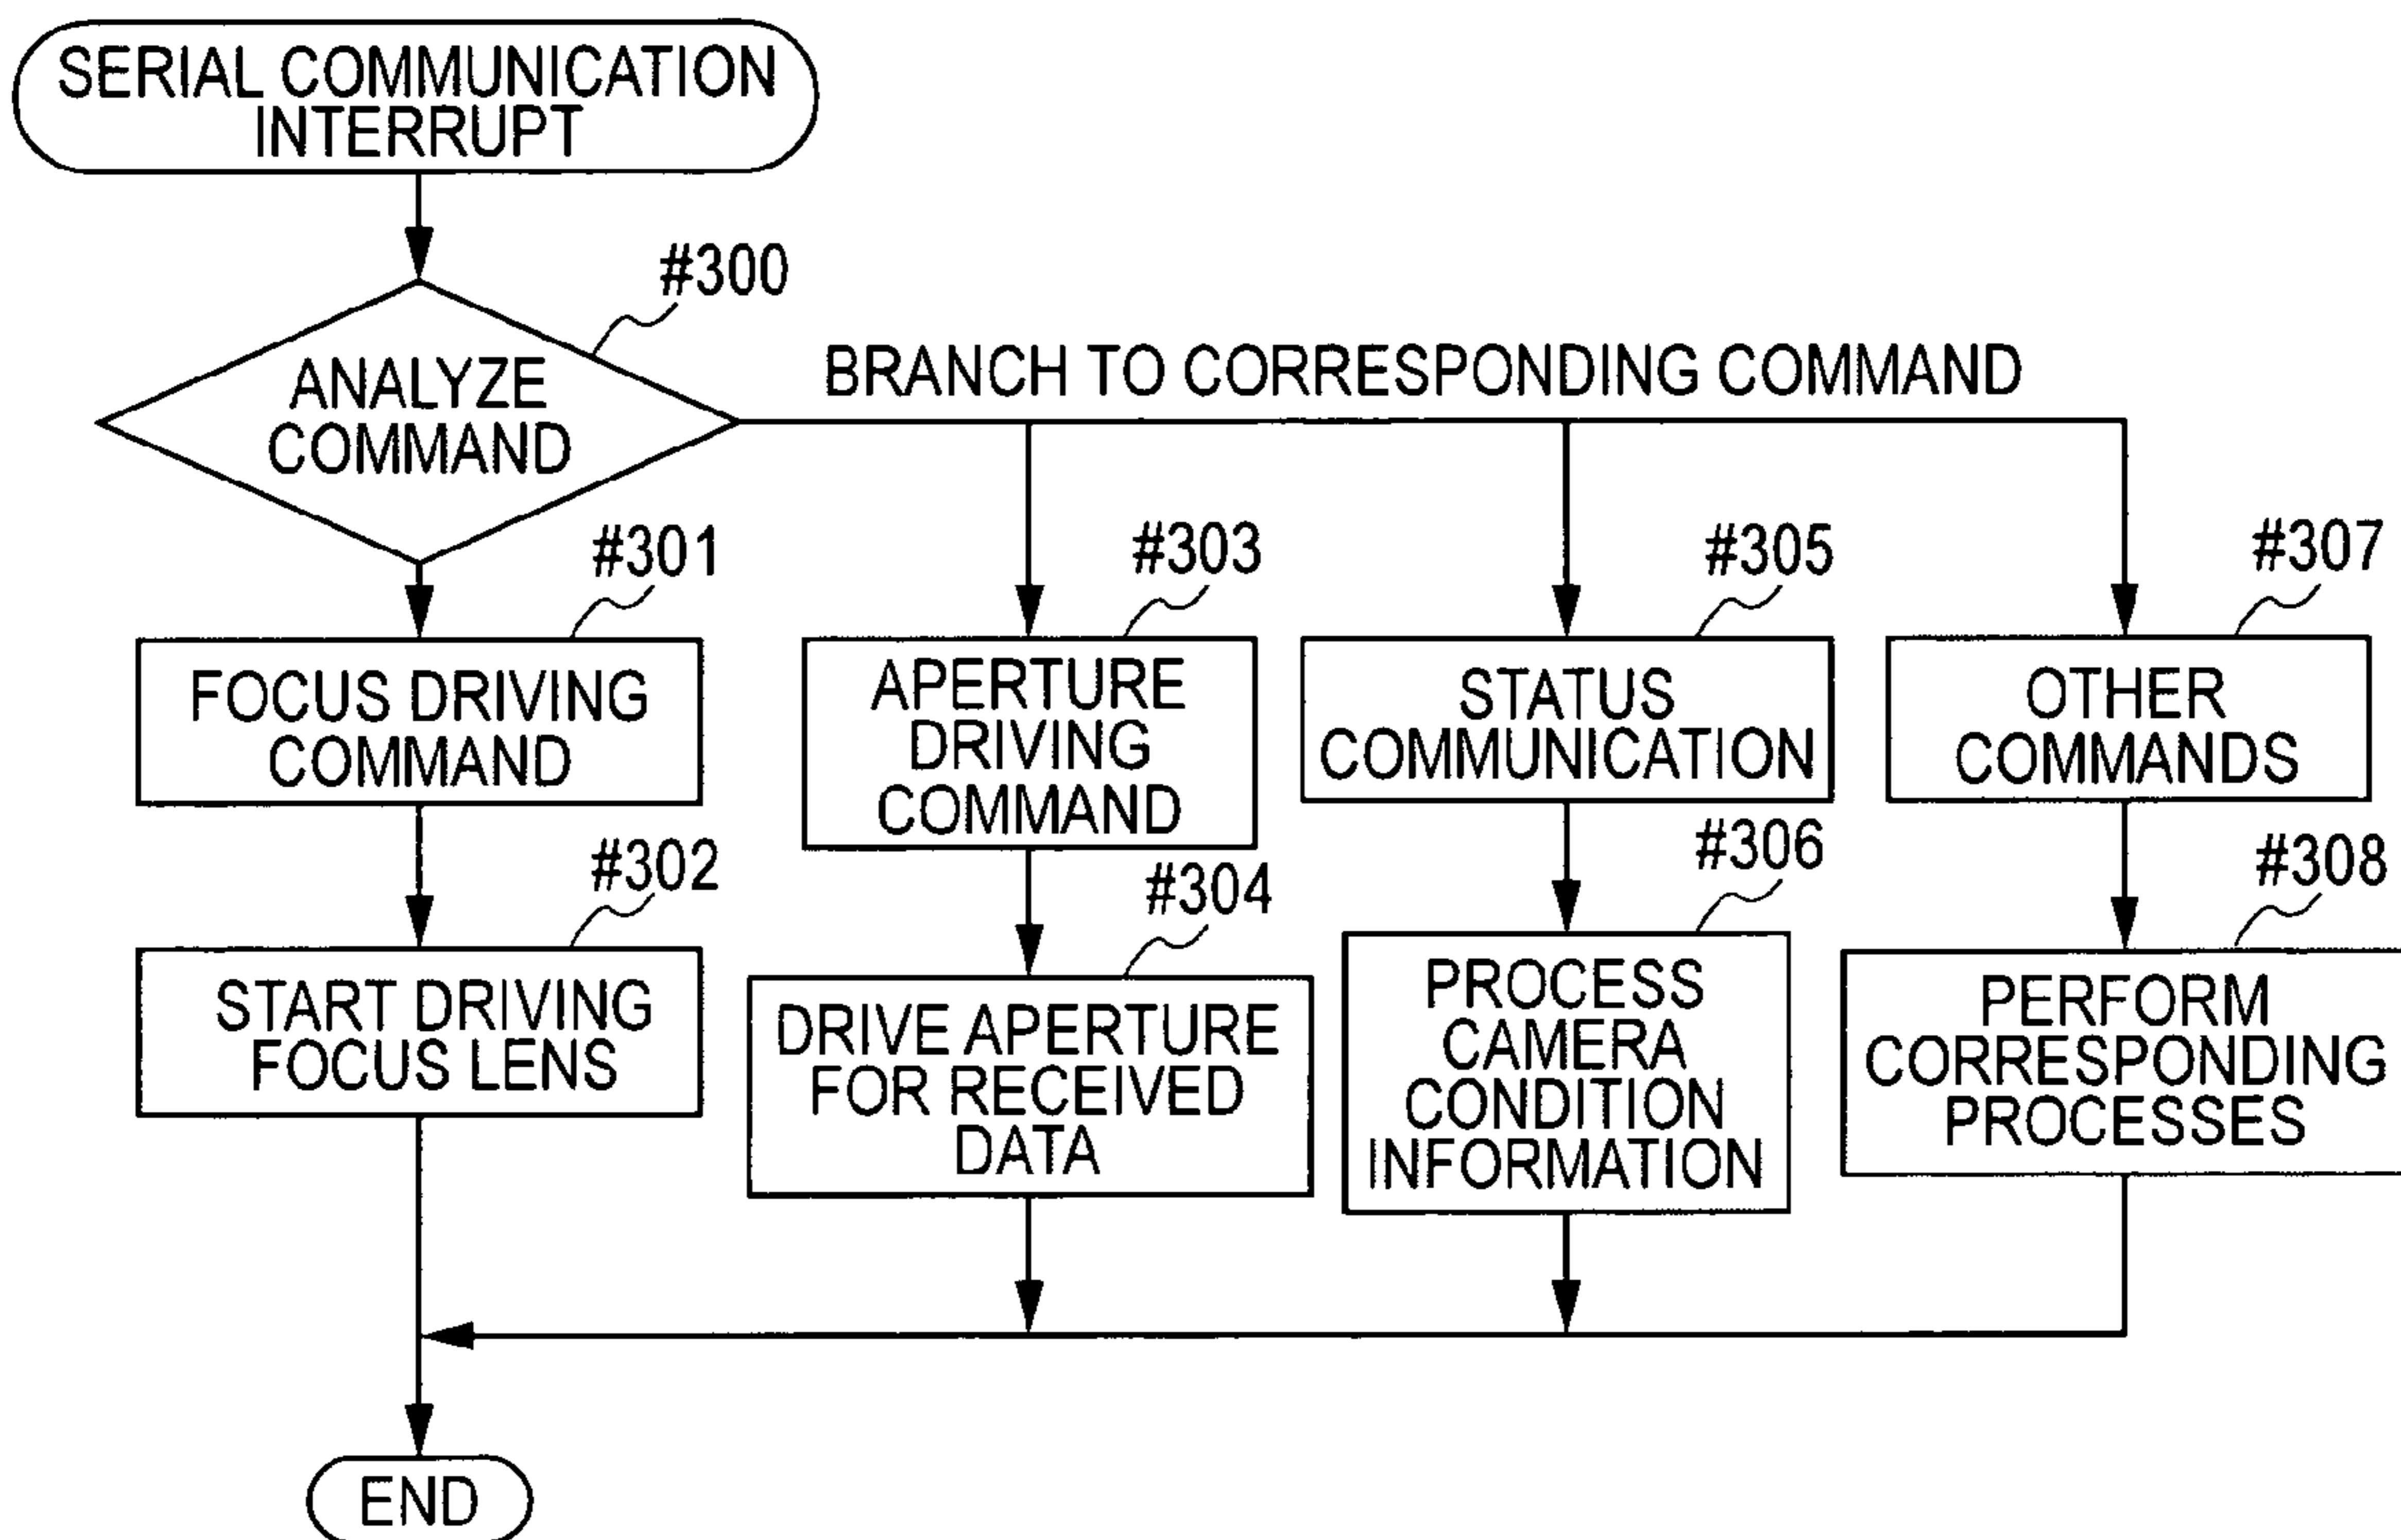 SERIAL COMMUNICATION
INTERRUPT
#300
ANALYZE
COMMAND
BRANCH TO CORRESPONDING COMMAND
#301
FOCUS DRIVING
COMMAND
#302
START DRIVING
FOCUS LENS
#303
APERTURE
DRIVING
COMMAND
#304
DRIVE APERTURE
FOR RECEIVED
DATA
#305
STATUS
COMMUNICATION
#306
PROCESS
CAMERA
CONDITION
INFORMATION
#307
OTHER
COMMANDS
#308
PERFORM
CORRESPONDING
PROCESSES
END